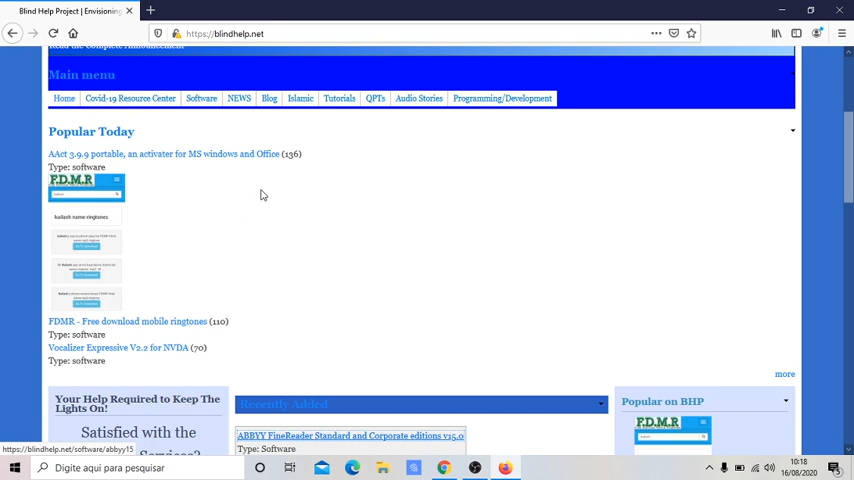 Blind Help Project | Envisioning
https://blindhelp.net
Read the Complete Announcement
Main menu
Home Covid-19 Resource Center Software NEWS Blog Islamic Tutorials QPTs Audio Stories Programming/Development
Popular Today
AAct 3.9.9 portable, an activater for MS windows and Office (136)
Type: software
F.D.M.R
kailash name ringtones
FDMR - Free download mobile ringtones (110)
Type: software
Vocalizer Expressive V2.2 for NVDA (70)
Type: software
more
Your Help Required to Keep The
Lights On!
Satisfied with the
Services?
Recently Added
ABBYY FineReader Standard and Corporate editions v15.0
Type: Software
Popular on BHP
F.D.M.R
https://blindhelp.net/software/abbyy15
Digite aqui para pesquisar
10:18
16/08/2020